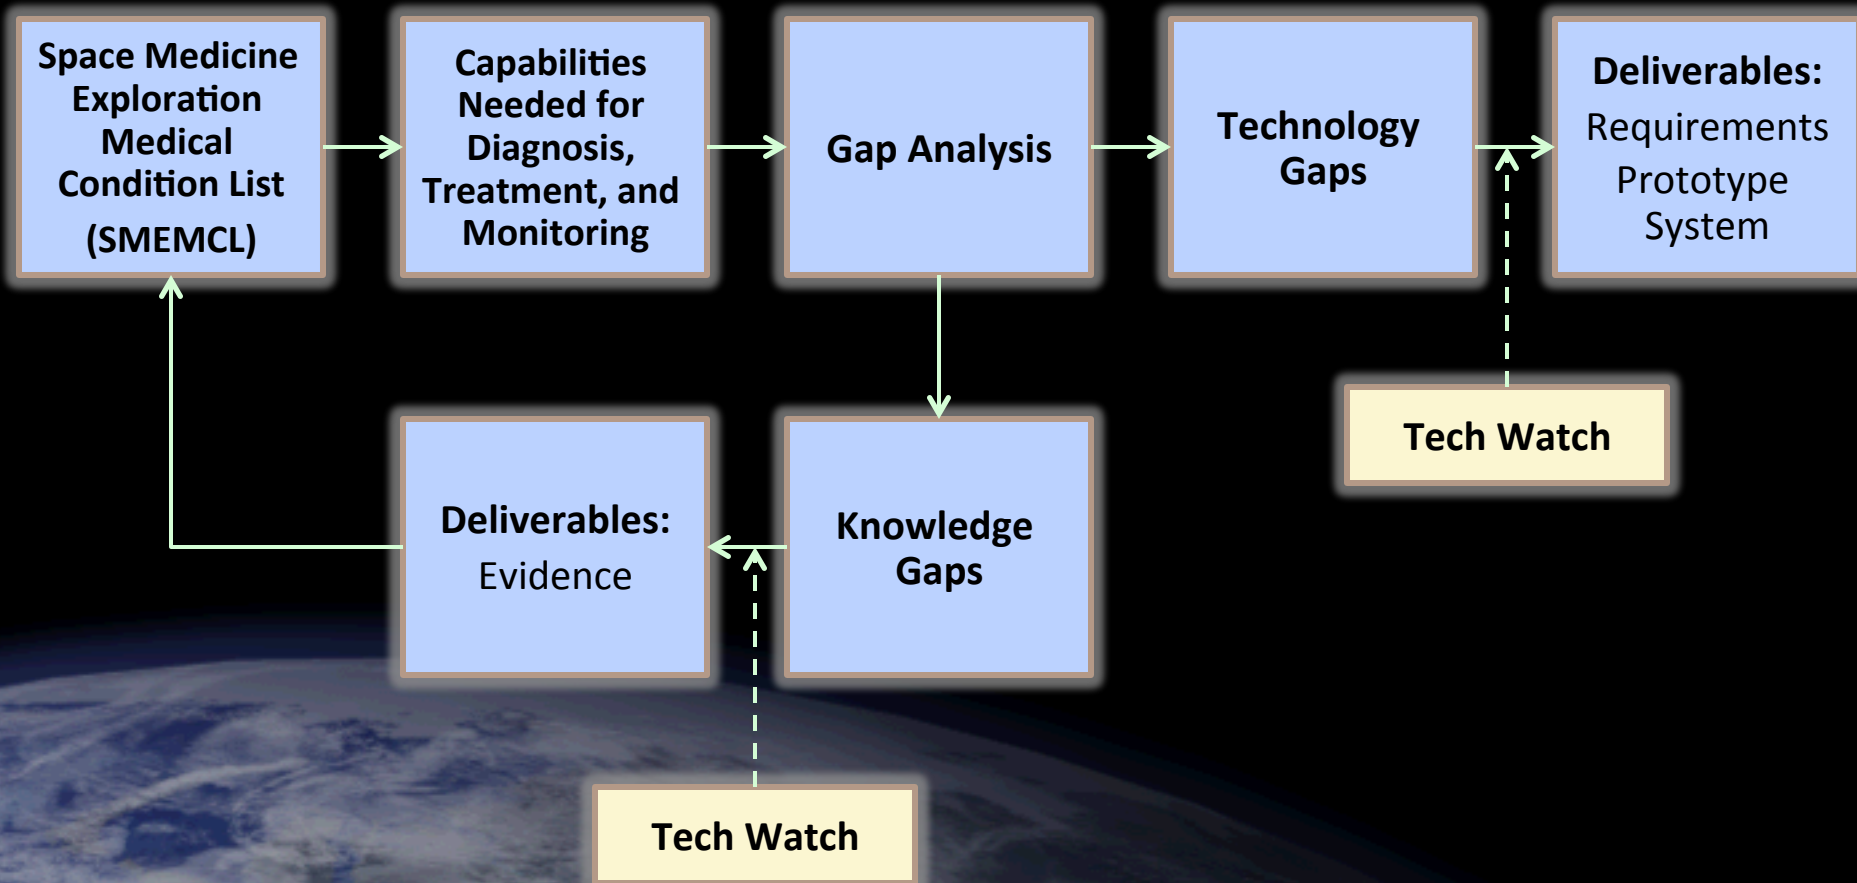 Space Medicine
Exploration
Medical
Condition List
(SMEMCL)
Capabilities
Needed for
Diagnosis,
Treatment, and
Monitoring
Gap Analysis
Technology
Gaps
Deliverables:
Requirements
Prototype
System
Tech Watch
Deliverables:
Evidence
Knowledge
Gaps
Tech Watch